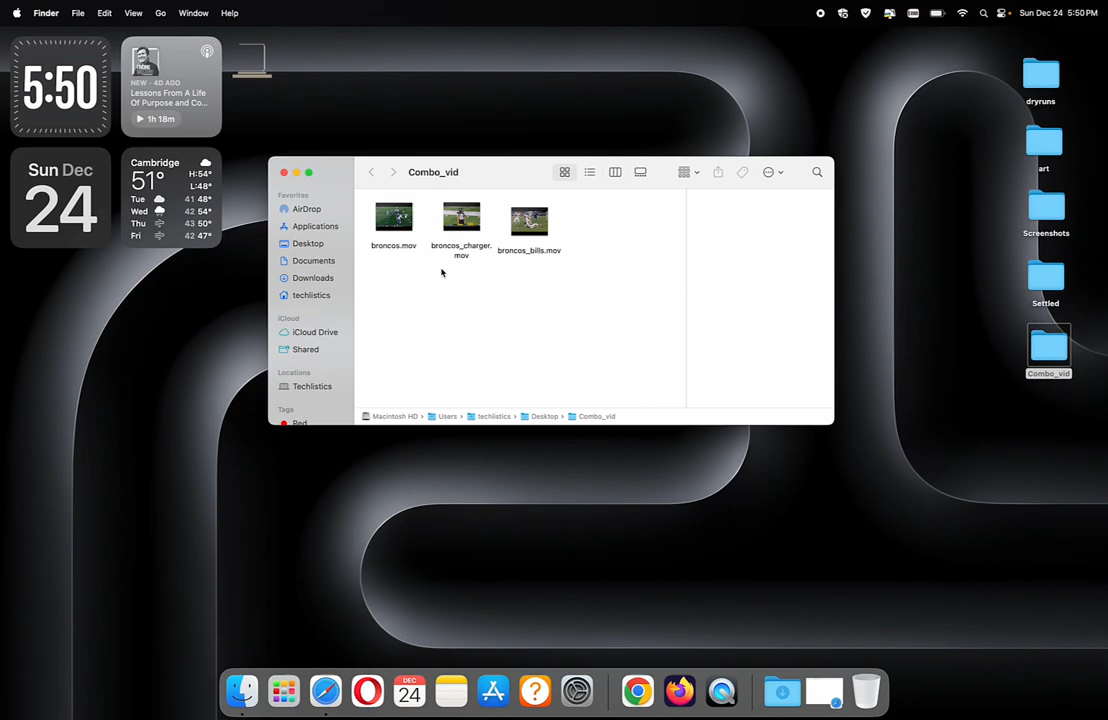 Finder File Edit View Go Window Help
Sun Dec 24 5:50 PM
5:50
NEW • 4D AGO
Lessons From A Life
Of Purpose and Co...
1h 18m
Sun Dec
24
Cambridge
51° H:54°
L:48°
Tue 41 48°
Wed 42 54°
Thu 43 50°
Fri 42 47°
dryruns
art
Screenshots
Settled
Combo_vid
Combo_vid
Favorites
AirDrop
Applications
Desktop
Documents
Downloads
techlistics
iCloud
iCloud Drive
Shared
Locations
Techlistics
Tags
Red
broncos.mov
broncos_charger.
mov
broncos_bills.mov
Macintosh HD › Users › techlistics › Desktop › Combo_vid
DEC
24